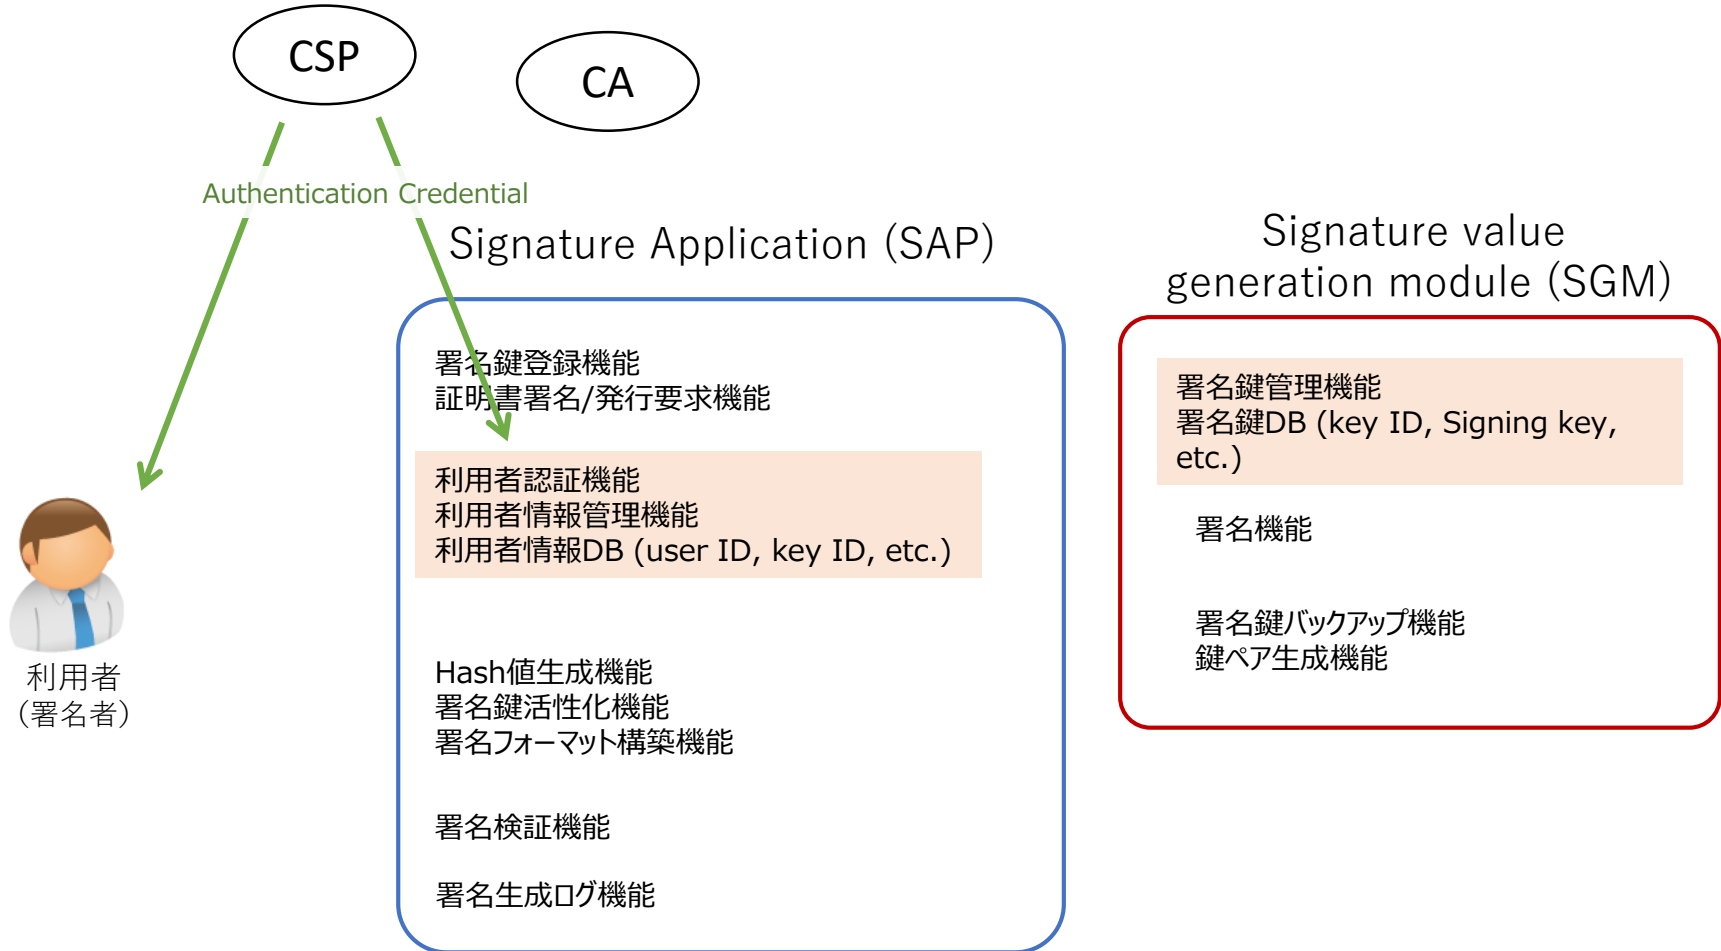 CSP
CA
Authentication Credential
Signature Application (SAP)
署名鍵登録機能
証明書署名/発行要求機能
利用者認証機能
利用者情報管理機能
利用者情報DB (user ID, key ID, etc.)
Hash値生成機能
署名鍵活性化機能
署名フォーマット構築機能
署名検証機能
署名生成ログ機能
Signature value
generation module (SGM)
署名鍵管理機能
署名鍵DB (key ID, Signing key,
etc.)
署名機能
署名鍵バックアップ機能
鍵ペア生成機能
利用者
(署名者)